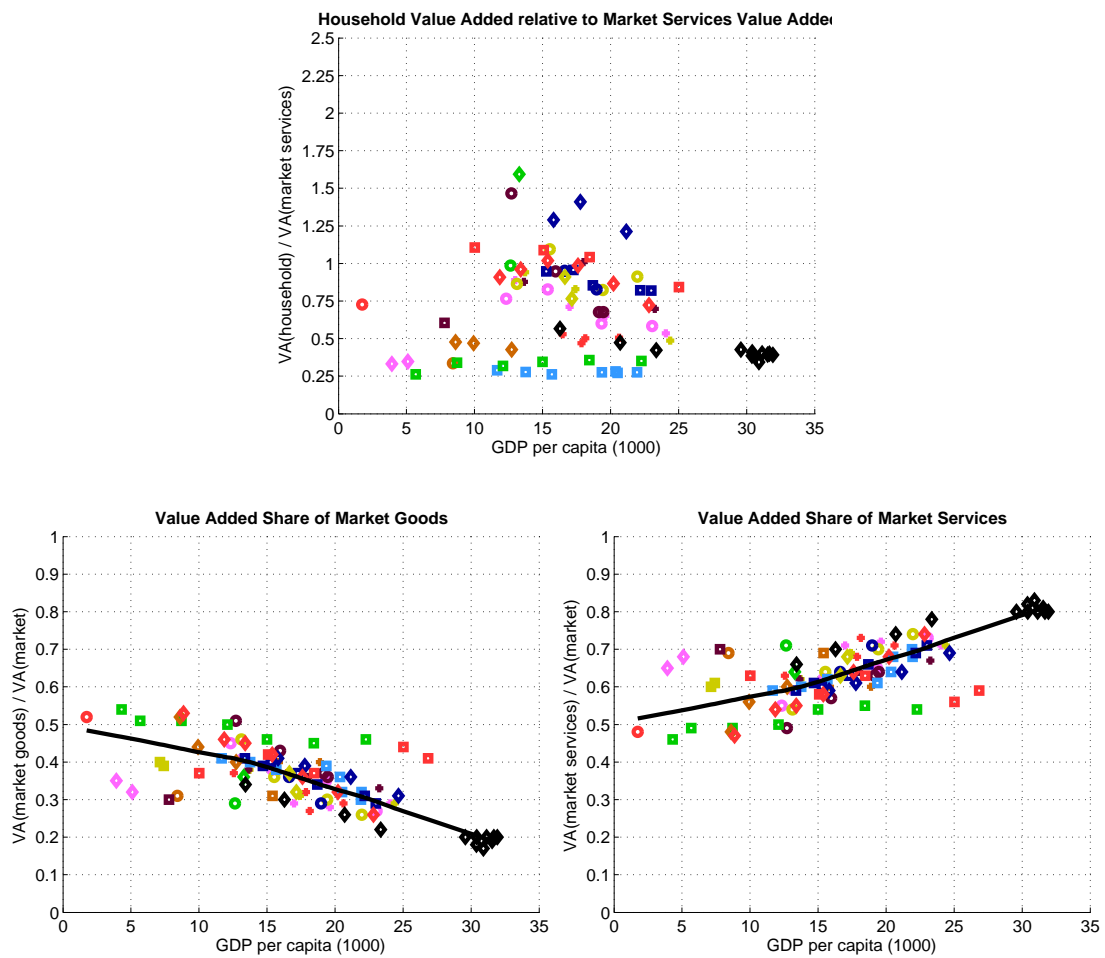 Household Value Added relative to Market Services Value Added
2.5
2.25
2
1.75
1.5
1.25
1
0.75
0.5
0.25
0
VA(household) / VA(market services)
0 5 10 15 20 25 30 35
GDP per capita (1000)
Value Added Share of Market Goods
1
0.9
0.8
0.7
0.6
0.5
0.4
0.3
0.2
0.1
0
VA(market goods) / VA(market)
0 5 10 15 20 25 30 35
GDP per capita (1000)
Value Added Share of Market Services
1
0.9
0.8
0.7
0.6
0.5
0.4
0.3
0.2
0.1
0
VA(market services) / VA(market)
0 5 10 15 20 25 30 35
GDP per capita (1000)